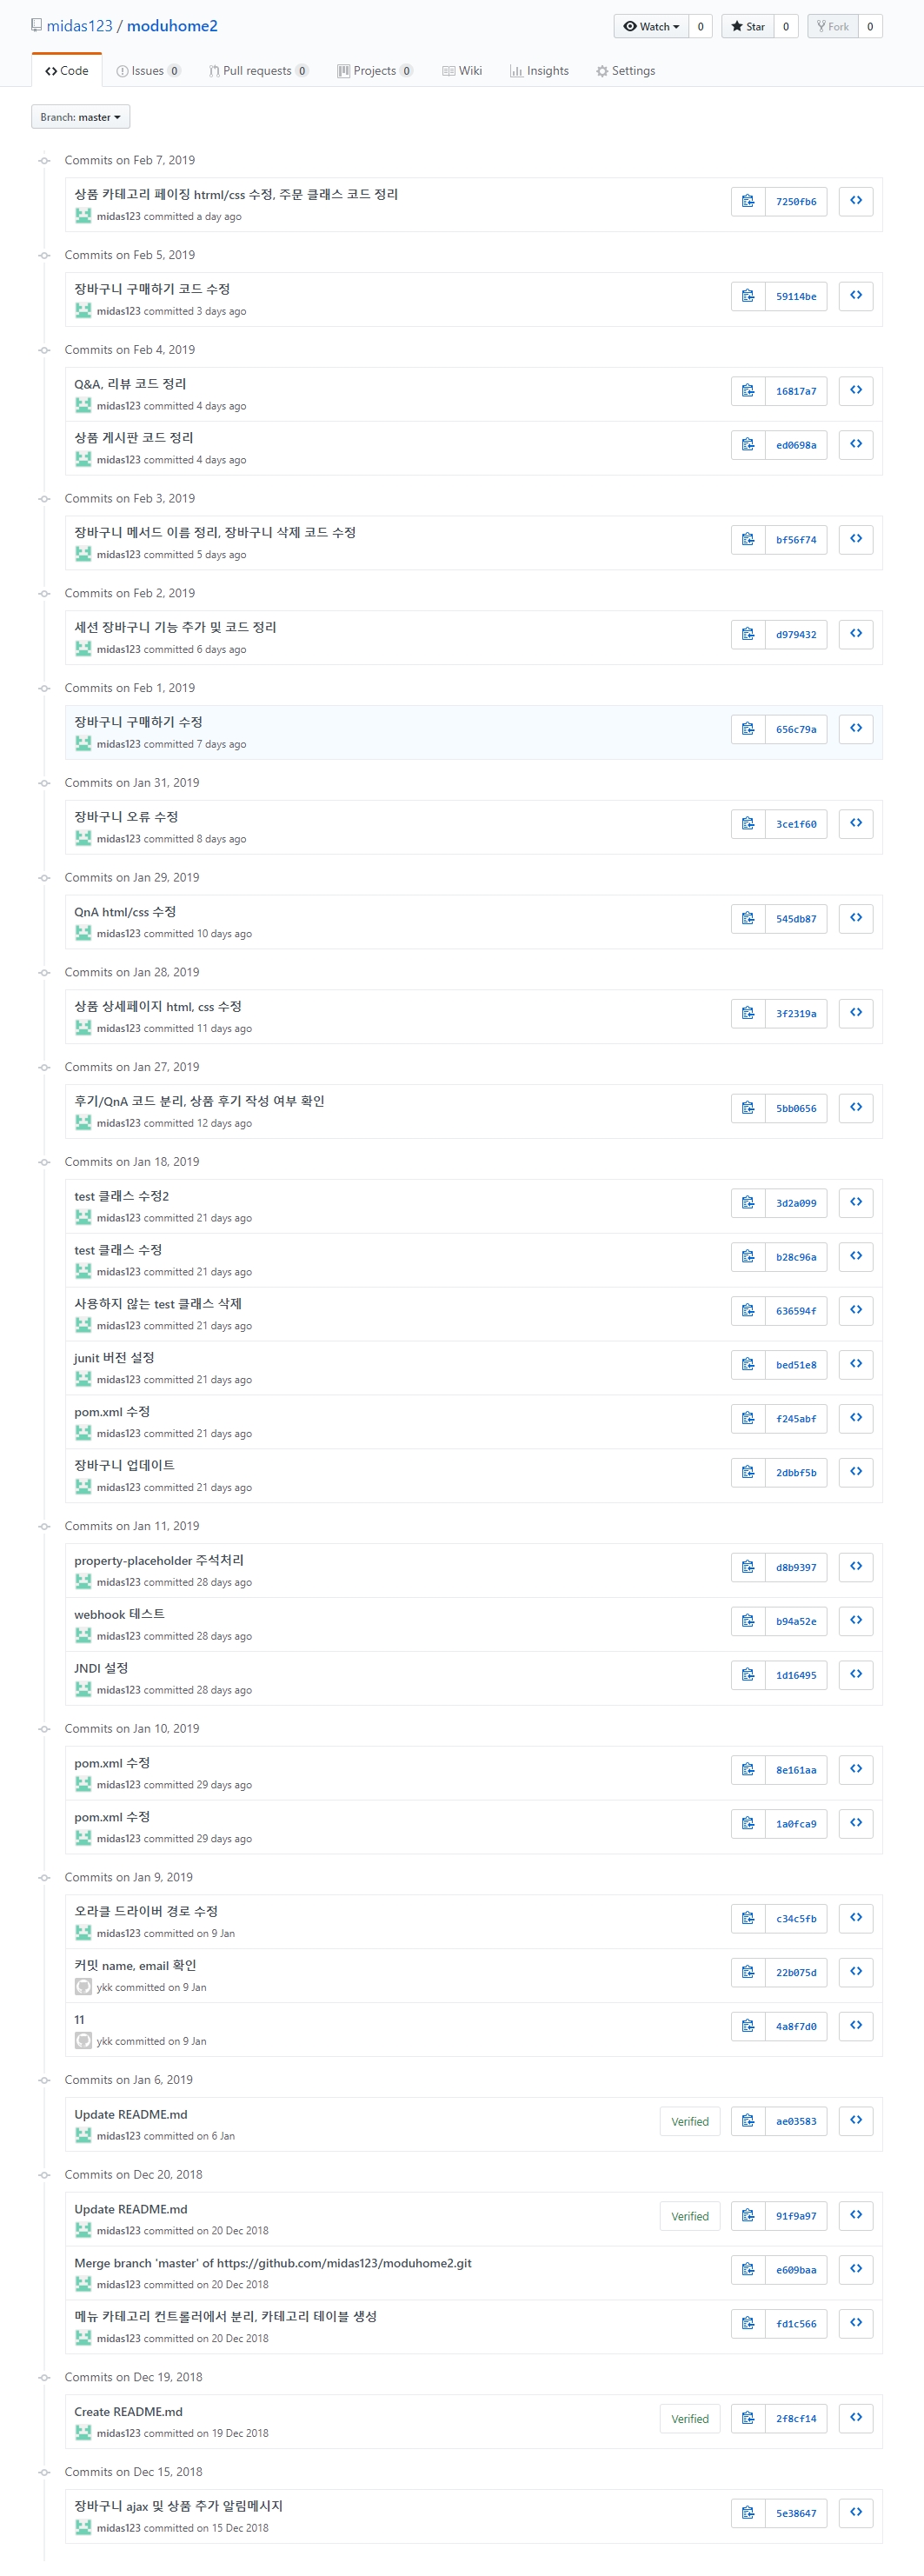 midas123 / moduhome2
Watch 0 Star 0 Fork 0
Code Issues 0 Pull requests 0 Projects 0 Wiki Insights Settings
Branch: master
Commits on Feb 7, 2019
상품 카테고리 페이징 htrml/css 수정, 주문 클래스 코드 정리
midas123 committed a day ago
7250fb6
Commits on Feb 5, 2019
장바구니 구매하기 코드 수정
midas123 committed 3 days ago
59114be
Commits on Feb 4, 2019
Q&A, 리뷰 코드 정리
midas123 committed 4 days ago
16817a7
상품 게시판 코드 정리
midas123 committed 4 days ago
ed0698a
Commits on Feb 3, 2019
장바구니 메서드 이름 정리, 장바구니 삭제 코드 수정
midas123 committed 5 days ago
bf56f74
Commits on Feb 2, 2019
세션 장바구니 기능 추가 및 코드 정리
midas123 committed 6 days ago
d979432
Commits on Feb 1, 2019
장바구니 구매하기 수정
midas123 committed 7 days ago
656c79a
Commits on Jan 31, 2019
장바구니 오류 수정
midas123 committed 8 days ago
3ce1f60
Commits on Jan 29, 2019
QnA html/css 수정
midas123 committed 10 days ago
545db87
Commits on Jan 28, 2019
상품 상세페이지 html, css 수정
midas123 committed 11 days ago
3f2319a
Commits on Jan 27, 2019
후기/QnA 코드 분리, 상품 후기 작성 여부 확인
midas123 committed 12 days ago
5bb0656
Commits on Jan 18, 2019
test 클래스 수정2
midas123 committed 21 days ago
3d2a099
test 클래스 수정
midas123 committed 21 days ago
b28c96a
사용하지 않는 test 클래스 삭제
midas123 committed 21 days ago
636594f
junit 버전 설정
midas123 committed 21 days ago
bed51e8
pom.xml 수정
midas123 committed 21 days ago
f245abf
장바구니 업데이트
midas123 committed 21 days ago
2dbbf5b
Commits on Jan 11, 2019
property-placeholder 주석처리
midas123 committed 28 days ago
d8b9397
webhook 테스트
midas123 committed 28 days ago
b94a52e
JNDI 설정
midas123 committed 28 days ago
1d16495
Commits on Jan 10, 2019
pom.xml 수정
midas123 committed 29 days ago
8e161aa
pom.xml 수정
midas123 committed 29 days ago
1a0fca9
Commits on Jan 9, 2019
오라클 드라이버 경로 수정
midas123 committed on 9 Jan
c34c5fb
커밋 name, email 확인
ykk committed on 9 Jan
22b075d
11
ykk committed on 9 Jan
4a8f7d0
Commits on Jan 6, 2019
Update README.md
midas123 committed on 6 Jan
Verified ae03583
Commits on Dec 20, 2018
Update README.md
midas123 committed on 20 Dec 2018
Verified 91f9a97
Merge branch 'master' of https://github.com/midas123/moduhome2.git
midas123 committed on 20 Dec 2018
e609baa
메뉴 카테고리 컨트롤러에서 분리, 카테고리 테이블 생성
midas123 committed on 20 Dec 2018
fd1c566
Commits on Dec 19, 2018
Create README.md
midas123 committed on 19 Dec 2018
Verified 2f8cf14
Commits on Dec 15, 2018
장바구니 ajax 및 상품 추가 알림메시지
midas123 committed on 15 Dec 2018
5e38647